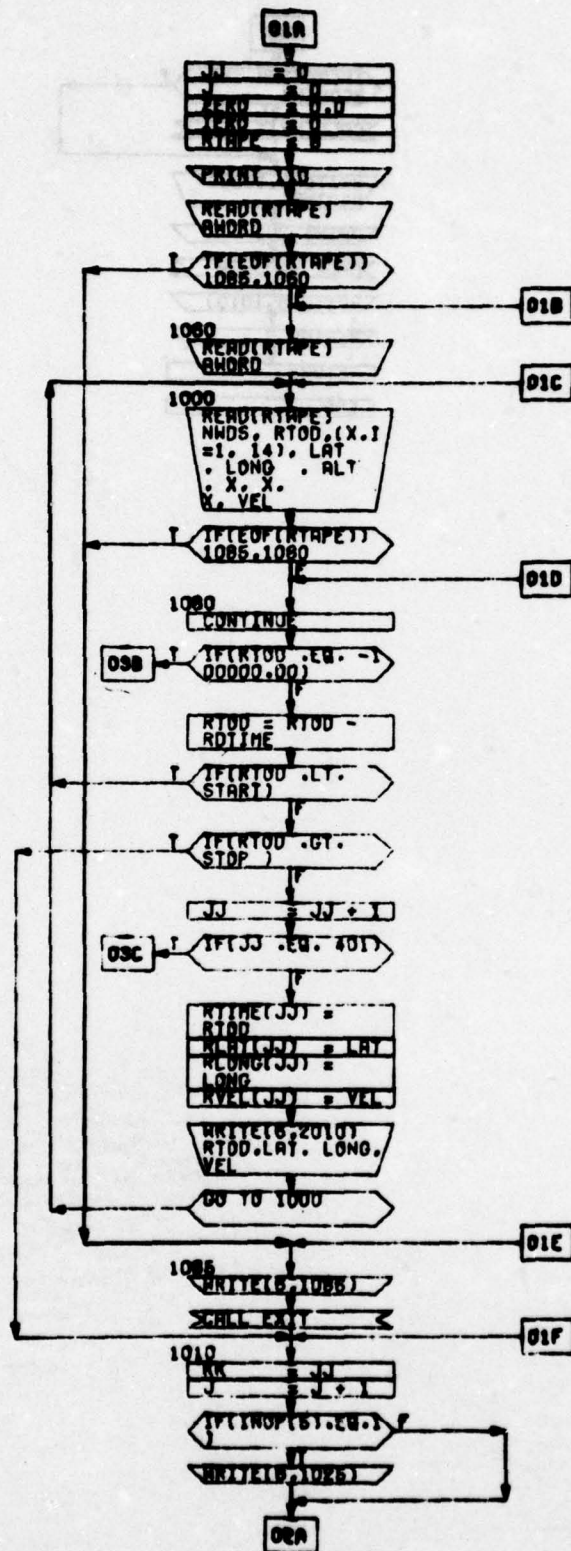 01A
JJ = 0
J = 0
ZERO = 0.0
IZERO = 0
RTAPE = 8
PRINT 110
READ(RTAPE)
AWORD
T
IF(EOF(RTAPE))
1085,1060
F
01B
1060
READ(RTAPE)
AWORD
01C
1000
READ(RTAPE)
NWDS, RTOD,(X,I
=1, 14), LAT
, LONG , ALT
, X, X,
X, VEL
T
IF(EOF(RTAPE))
1085,1080
F
01D
1080
CONTINUE
03B
T
IF(RTOD .EQ. -1
00000.00)
F
RTOD = RTOD -
RDTIME
T
IF(RTOD .LT.
START)
F
T
IF(RTOD .GT.
STOP )
F
JJ = JJ + 1
03C
T
IF(JJ .EQ. 401)
F
RTIME(JJ) =
RTOD
RLAT(JJ) = LAT
RLONG(JJ) =
LONG
RVEL(JJ) = VEL
WRITE(6,2010)
RTOD,LAT, LONG,
VEL
GO TO 1000
01E
1085
WRITE(6,1086)
CALL EXIT
01F
1010
KK = JJ
J = J + 1
IF(INOP(6).EQ.1
)
F
T
WRITE(6,1026)
02A